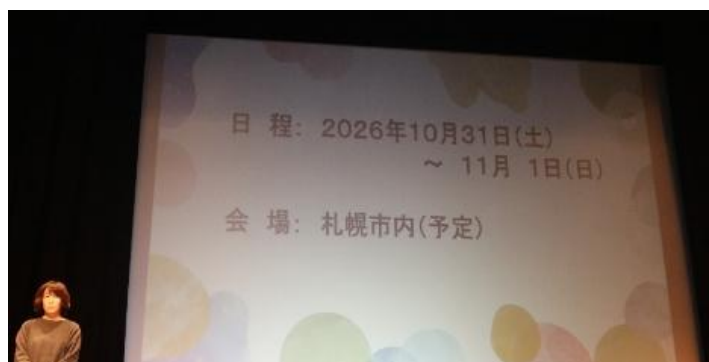 日 程: 2026年10月31日(土)
～ 11月 1日(日)
会 場: 札幌市内(予定)